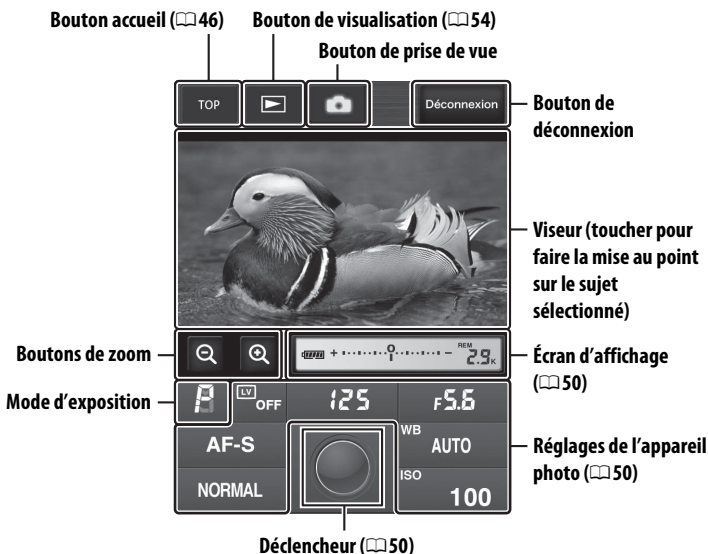 Bouton accueil (46)
Bouton de visualisation (54)
Bouton de prise de vue
TOP
Déconnexion
Bouton de
déconnexion
Viseur (toucher pour
faire la mise au point
sur le sujet
sélectionné)
Boutons de zoom
+ − REM 2.9K
Écran d'affichage
(50)
Mode d'exposition
P LV OFF 125 F5.6
AF-S WB AUTO
Réglages de l'appareil
photo (50)
NORMAL ISO 100
Déclencheur (50)